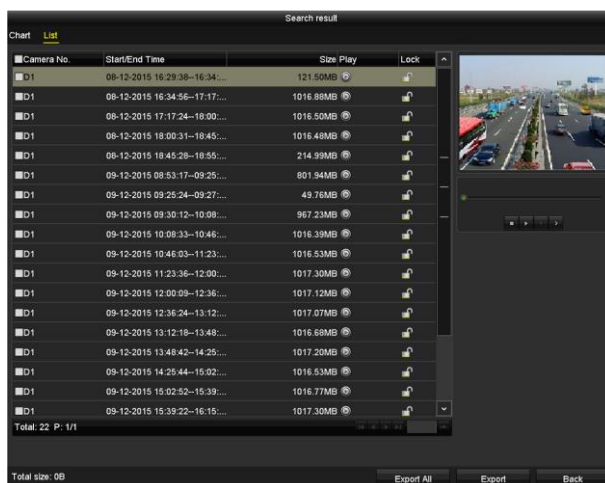 Search result
Chart List
Camera No. Start/End Time Size Play Lock
D1 08-12-2015 16:29:38--16:34:... 121.50MB
D1 08-12-2015 16:34:56--17:17:... 1016.88MB
D1 08-12-2015 17:17:24--18:00:... 1016.50MB
D1 08-12-2015 18:00:31--18:45:... 1016.48MB
D1 08-12-2015 18:45:28--18:55:... 214.99MB
D1 09-12-2015 08:53:17--09:25:... 801.94MB
D1 09-12-2015 09:25:24--09:27:... 49.76MB
D1 09-12-2015 09:30:12--10:08:... 967.23MB
D1 09-12-2015 10:08:33--10:46:... 1016.39MB
D1 09-12-2015 10:46:03--11:23:... 1016.53MB
D1 09-12-2015 11:23:36--12:00:... 1017.30MB
D1 09-12-2015 12:00:09--12:36:... 1017.12MB
D1 09-12-2015 12:36:24--13:12:... 1017.07MB
D1 09-12-2015 13:12:18--13:48:... 1016.68MB
D1 09-12-2015 13:48:42--14:25:... 1017.20MB
D1 09-12-2015 14:25:44--15:02:... 1016.53MB
D1 09-12-2015 15:02:52--15:39:... 1016.77MB
D1 09-12-2015 15:39:22--16:15:... 1017.30MB
Total: 22 P: 1/1
Total size: 0B Export All Export Back